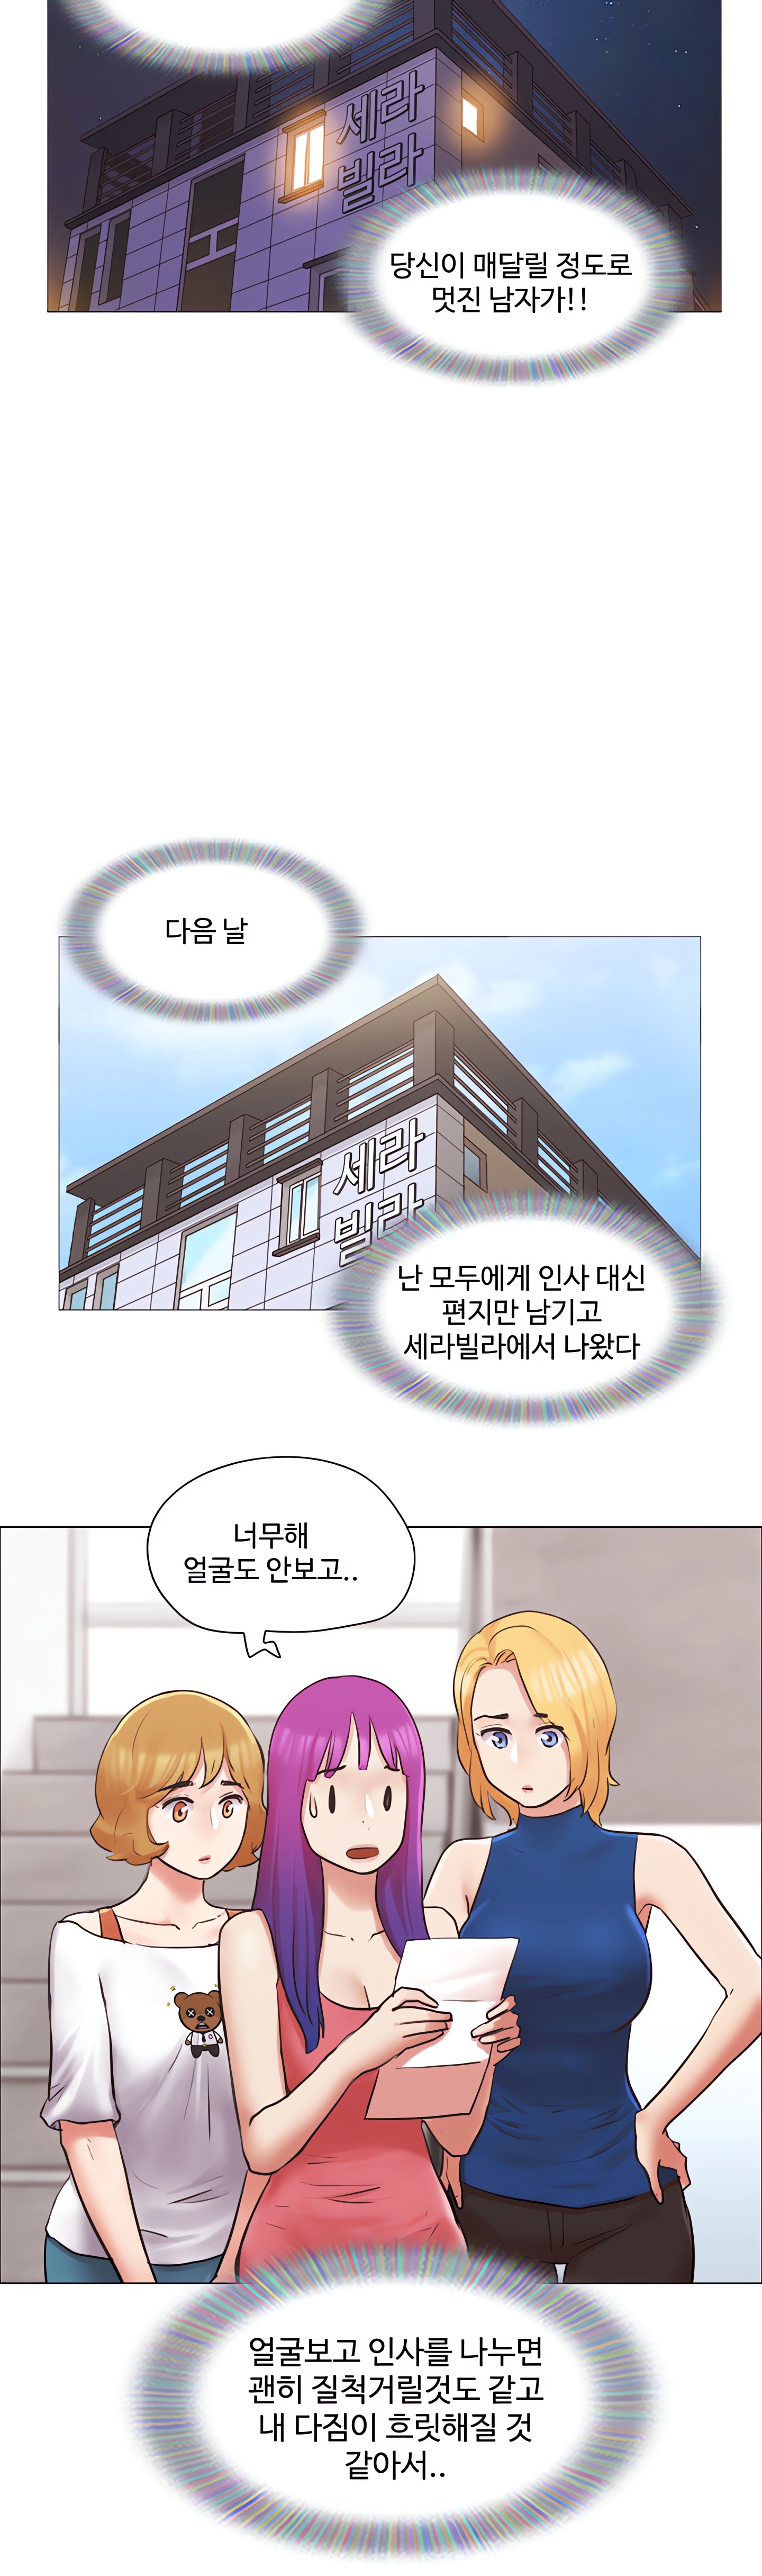 세라
빌라
당신이 매달릴 정도로
멋진 남자가!!
다음 날
세라
빌라
난 모두에게 인사 대신
편지만 남기고
세라빌라에서 나왔다
너무해
얼굴도 안보고..
얼굴보고 인사를 나누면
괜히 질척거릴것도 같고
내 다짐이 흐릿해질 것
같아서..